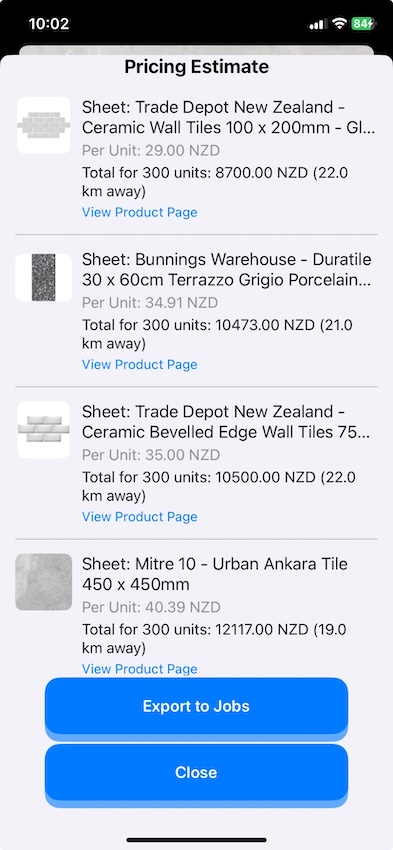 10:02
84
Pricing Estimate
Sheet: Trade Depot New Zealand -
Ceramic Wall Tiles 100 x 200mm - Gl...
Per Unit: 29.00 NZD
Total for 300 units: 8700.00 NZD (22.0
km away)
View Product Page
Sheet: Bunnings Warehouse - Duratile
30 x 60cm Terrazzo Grigio Porcelain...
Per Unit: 34.91 NZD
Total for 300 units: 10473.00 NZD (21.0
km away)
View Product Page
Sheet: Trade Depot New Zealand -
Ceramic Bevelled Edge Wall Tiles 75...
Per Unit: 35.00 NZD
Total for 300 units: 10500.00 NZD (22.0
km away)
View Product Page
Sheet: Mitre 10 - Urban Ankara Tile
450 x 450mm
Per Unit: 40.39 NZD
Total for 300 units: 12117.00 NZD (19.0
km away)
View Product Page
Export to Jobs
Close